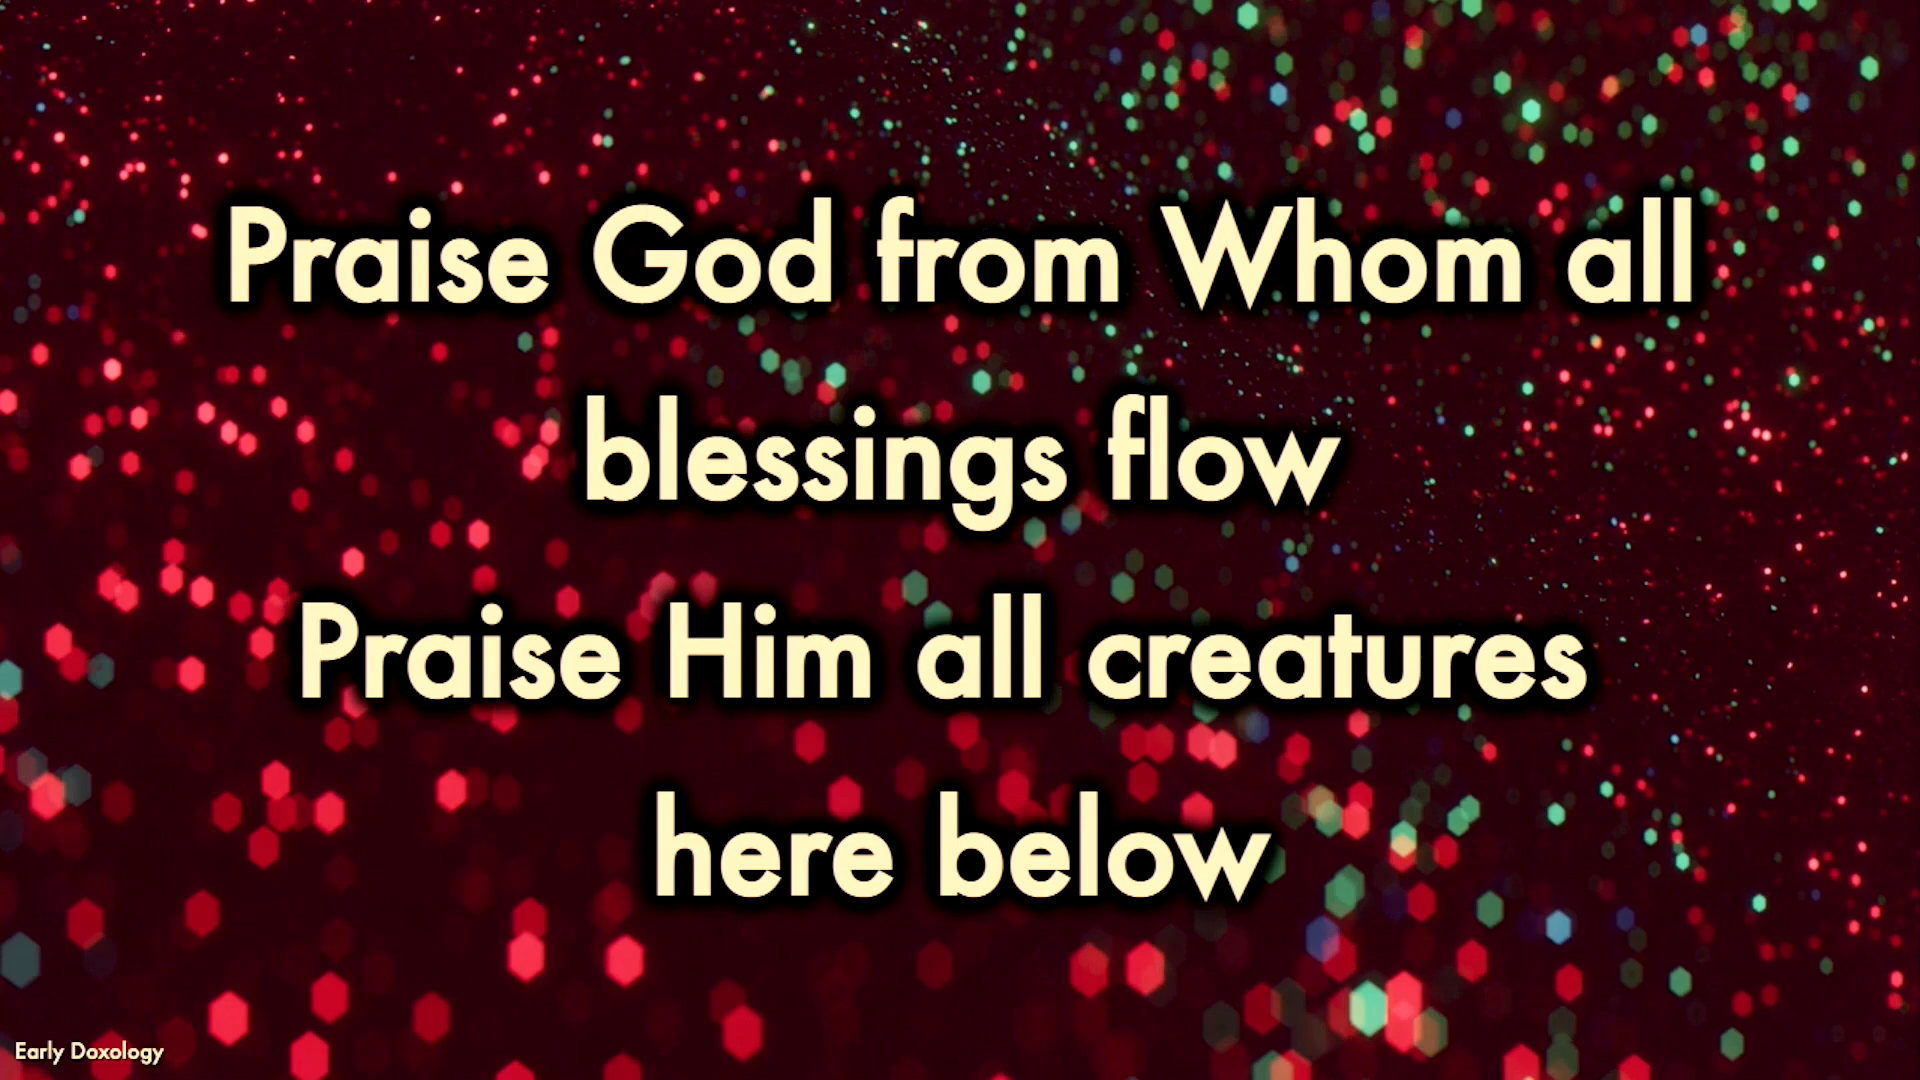 Praise God from Whom all
blessings flow
Praise Him all creatures
here below
Early Doxology